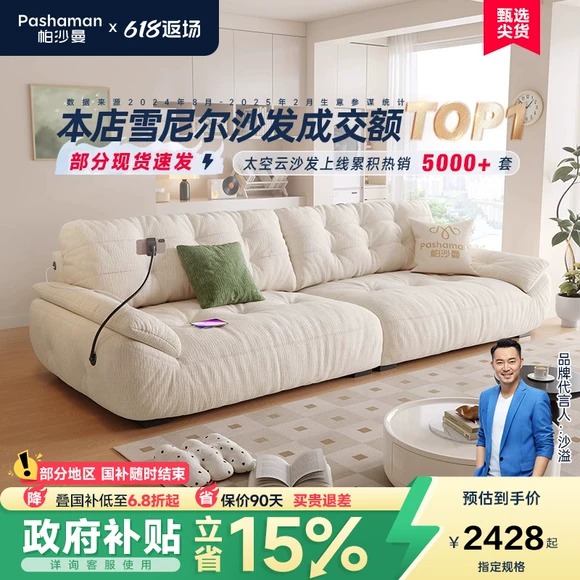 Pashaman
帕沙曼
x 618返场
甄选
尖货
数据来源2024年3月-2025年2月生意参谋统计
本店雪尼尔沙发成交额TOP1
部分现货速发
太空云沙发上线累积热销 5000+ 套
Pashaman
帕沙曼
品牌代言人:沙溢
部分地区 国补随时结束
降 叠国补低至6.8折起 省 保价90天 买贵退差
政府补贴
详询客服使用
立省15%
预估到手价
¥2428起
指定规格